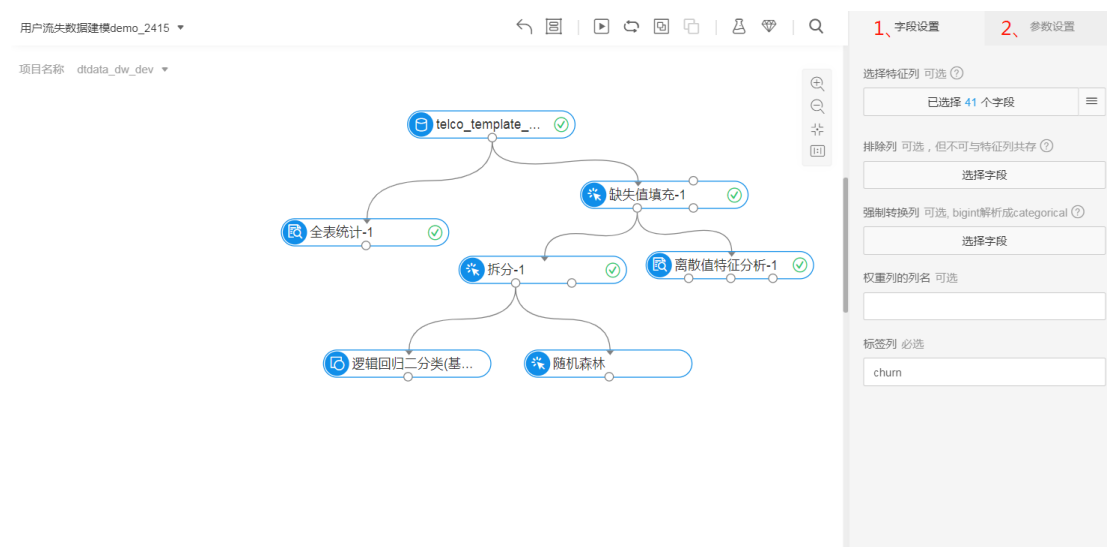 用户流失数据建模demo_2415
1、字段设置
2、参数设置
项目名称 dtdata_dw_dev
选择特征列 可选
已选择 41 个字段
telco_template_...
排除列 可选，但不可与特征列共存
选择字段
缺失值填充-1
强制转换列 可选, bigint解析成categorical
全表统计-1
选择字段
拆分-1
离散值特征分析-1
权重列的列名 可选
标签列 必选
逻辑回归二分类(基...
随机森林
churn